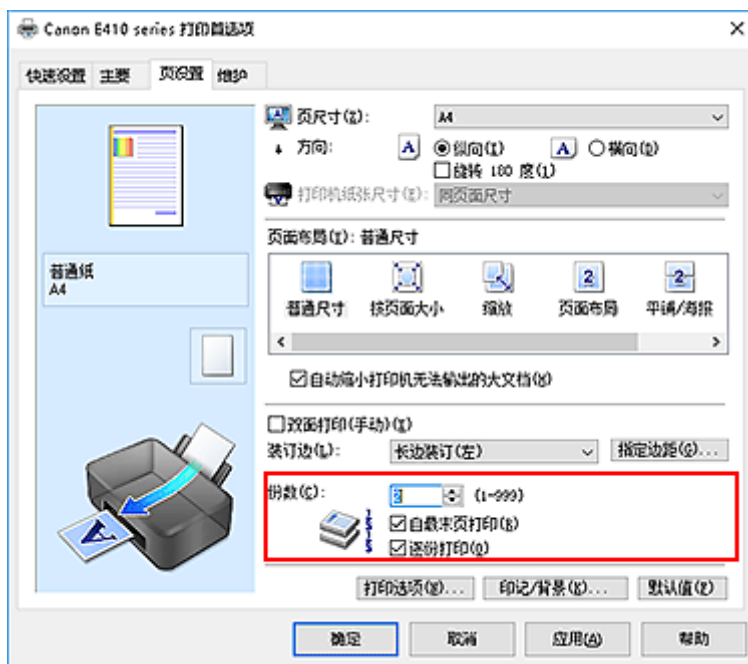 Canon E410 series 打印首选项
快速设置 主要 页设置 维护
页尺寸(Z): A4
方向: A 纵向(I) A 横向(D)
旋转 180 度(1)
打印机纸张尺寸(E): 同页面尺寸
页面布局(I): 普通尺寸
普通尺寸 按页面大小 缩放 页面布局 平铺/海报
普通纸
A4
自动缩小打印机无法输出的大文档(8)
双面打印(手动)(X)
装订边(L): 长边装订(左) 指定边距(G)...
份数(C): 2 (1-999)
自最末页打印(R)
逐份打印(O)
打印选项(N)... 印记/背景(K)... 默认值(F)
确定 取消 应用(A) 帮助